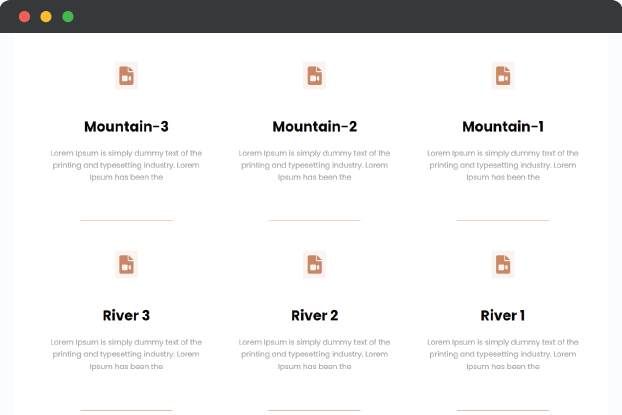 Mountain-3
Lorem Ipsum is simply dummy text of the
printing and typesetting industry. Lorem
Ipsum has been the
Mountain-2
Lorem Ipsum is simply dummy text of the
printing and typesetting industry. Lorem
Ipsum has been the
Mountain-1
Lorem Ipsum is simply dummy text of the
printing and typesetting industry. Lorem
Ipsum has been the
River 3
Lorem Ipsum is simply dummy text of the
printing and typesetting industry. Lorem
Ipsum has been the
River 2
Lorem Ipsum is simply dummy text of the
printing and typesetting industry. Lorem
Ipsum has been the
River 1
Lorem Ipsum is simply dummy text of the
printing and typesetting industry. Lorem
Ipsum has been the